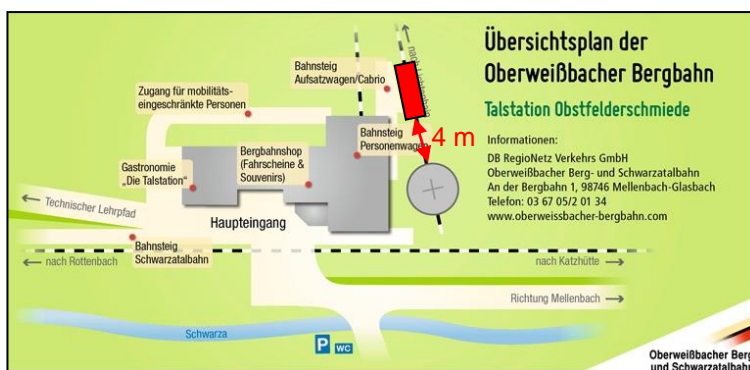 Übersichtsplan der
Oberweißbacher Bergbahn
Talstation Obstfelderschmiede
Informationen:
DB RegioNetz Verkehrs GmbH
Oberweißbacher Berg- und Schwarzatalbahn
An der Bergbahn 1, 98746 Mellenbach-Glasbach
Telefon: 03 67 05/2 01 34
www.oberweissbacher-bergbahn.com
Bahnsteig
Aufsatzwagen/Cabrio
nach
Zugang für mobilitäts-
eingeschränkte Personen
4 m
Bahnsteig
Personenwagen
Bergbahnshop
(Fahrscheine &
Souvenirs)
Gastronomie
„Die Talstation"
Technischer Lehrpfad
Haupteingang
Bahnsteig
Schwarzatalbahn
nach Rottenbach
nach Katzhütte
Richtung Mellenbach
Schwarza
P WC
Oberweißbacher Berg
und Schwarzatalbahn